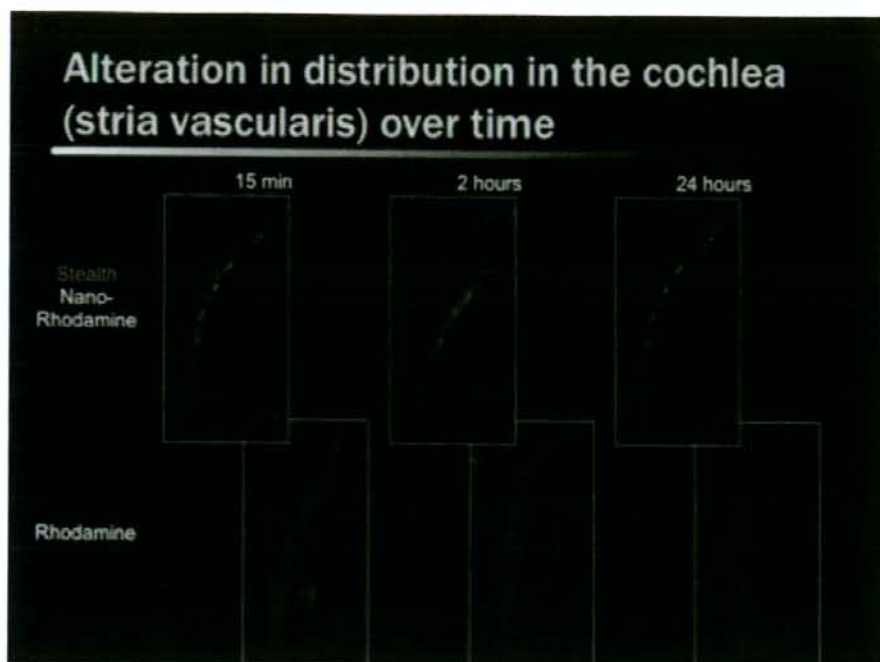 Alteration in distribution in the cochlea
(stria vascularis) over time
15 min
2 hours
24 hours
Stealth
Nano-
Rhodamine
Rhodamine